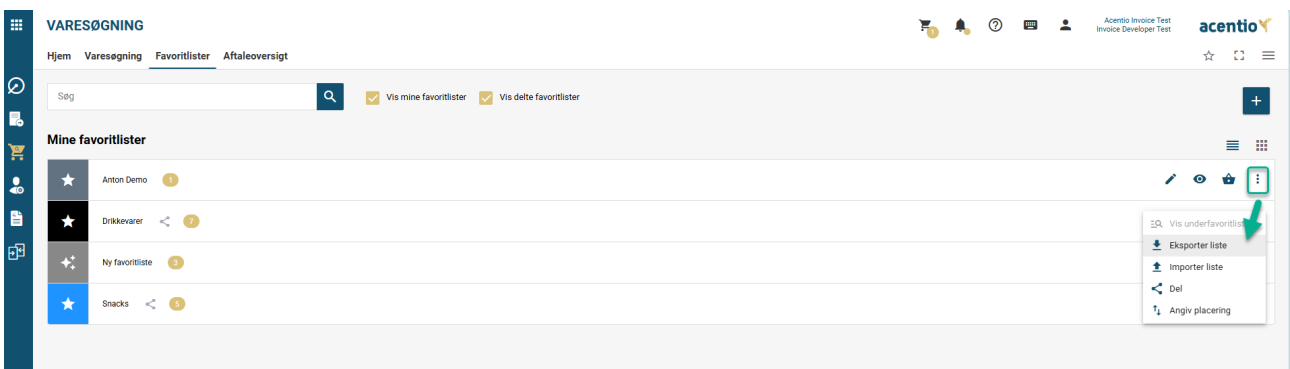 VARESØGNING
1
Acentio Invoice Test
Invoice Developer Test
acentio
Hjem Varesøgning Favoritlister Aftaleoversigt
Søg
Vis mine favoritlister
Vis delte favoritlister
Mine favoritlister
Anton Demo 1
Drikkevarer 7
Ny favoritliste 3
Snacks 5
Vis underfavoritlist
Eksporter liste
Importer liste
Del
Angiv placering